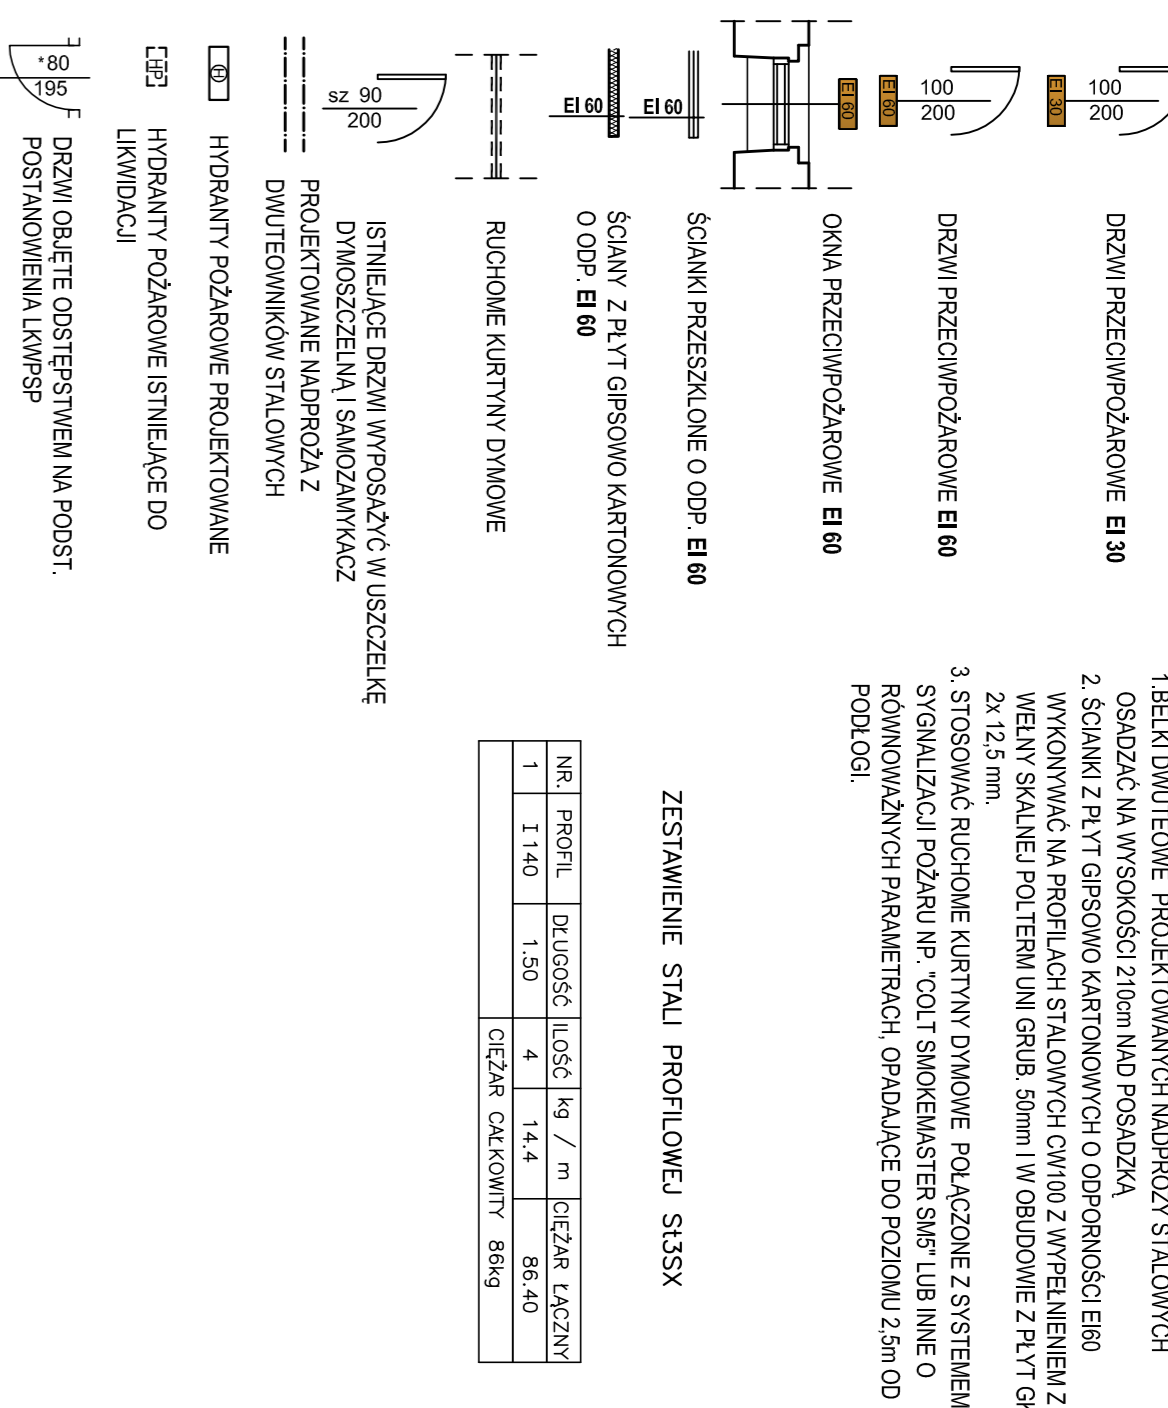 100
200
EI 30
DRZWI PRZECIWPOŻAROWE EI 30
100
200
EI 60
DRZWI PRZECIWPOŻAROWE EI 60
EI 60
OKNA PRZECIWPOŻAROWE EI 60
EI 60
ŚCIANKI PRZESZKLONE O ODP. EI 60
EI 60
ŚCIANY Z PŁYT GIPSOWO KARTONOWYCH
O ODP. EI 60
RUCHOME KURTYNY DYMOWE
sz 90
200
ISTNIEJĄCE DRZWI WYPOSAŻYĆ W USZCZELKĘ
DYMOSZCZELNĄ I SAMOZAMYKACZ
PROJEKTOWANE NADPROŻA Z
DWUTEOWNIKÓW STALOWYCH
H
HYDRANTY POŻAROWE PROJEKTOWANE
HP
HYDRANTY POŻAROWE ISTNIEJĄCE DO
LIKWIDACJI
*80
195
DRZWI OBJĘTE ODSTĘPSTWEM NA PODST.
POSTANOWIENIA LKWPSP
1.BELKI DWUTEOWE PROJEKTOWANYCH NADPROŻY STALOWYCH
OSADZAĆ NA WYSOKOŚCI 210cm NAD POSADZKĄ
2. ŚCIANKI Z PŁYT GIPSOWO KARTONOWYCH O ODPORNOŚCI EI60
WYKONYWAĆ NA PROFILACH STALOWYCH CW100 Z WYPEŁNIENIEM Z
WEŁNY SKALNEJ POLTERM UNI GRUB. 50mm I W OBUDOWIE Z PŁYT GK
2x 12,5 mm.
3. STOSOWAĆ RUCHOME KURTYNY DYMOWE POŁĄCZONE Z SYSTEMEM
SYGNALIZACJI POŻARU NP. "COLT SMOKEMASTER SM5" LUB INNE O
RÓWNOWAŻNYCH PARAMETRACH, OPADAJĄCE DO POZIOMU 2,5m OD
PODŁOGI.
ZESTAWIENIE STALI PROFILOWEJ St3SX
NR. PROFIL DŁUGOŚĆ ILOŚĆ kg / m CIĘŻAR ŁĄCZNY
1 I 140 1.50 4 14.4 86.40
CIĘŻAR CAŁKOWITY 86kg